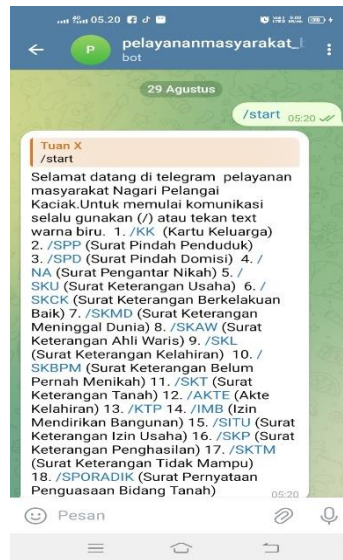 05.20
P
pelayananmasyarakat_
bot
29 Agustus
/start 05:20
Tuan X
/start
Selamat datang di telegram pelayanan
masyarakat Nagari Pelangai
Kaciak.Untuk memulai komunikasi
selalu gunakan (/) atau tekan text
warna biru. 1. /KK (Kartu Keluarga)
2. /SPP (Surat Pindah Penduduk)
3. /SPD (Surat Pindah Domisi) 4. /
NA (Surat Pengantar Nikah) 5. /
SKU (Surat Keterangan Usaha) 6. /
SKCK (Surat Keterangan Berkelakuan
Baik) 7. /SKMD (Surat Keterangan
Meninggal Dunia) 8. /SKAW (Surat
Keterangan Ahli Waris) 9. /SKL
(Surat Keterangan Kelahiran) 10. /
SKBPM (Surat Keterangan Belum
Pernah Menikah) 11. /SKT (Surat
Keterangan Tanah) 12. /AKTE (Akte
Kelahiran) 13. /KTP 14. /IMB (Izin
Mendirikan Bangunan) 15. /SITU (Surat
Keterangan Izin Usaha) 16. /SKP (Surat
Keterangan Penghasilan) 17. /SKTM
(Surat Keterangan Tidak Mampu)
18. /SPORADIK (Surat Pernyataan
Penguasaan Bidang Tanah) 05:20
Pesan